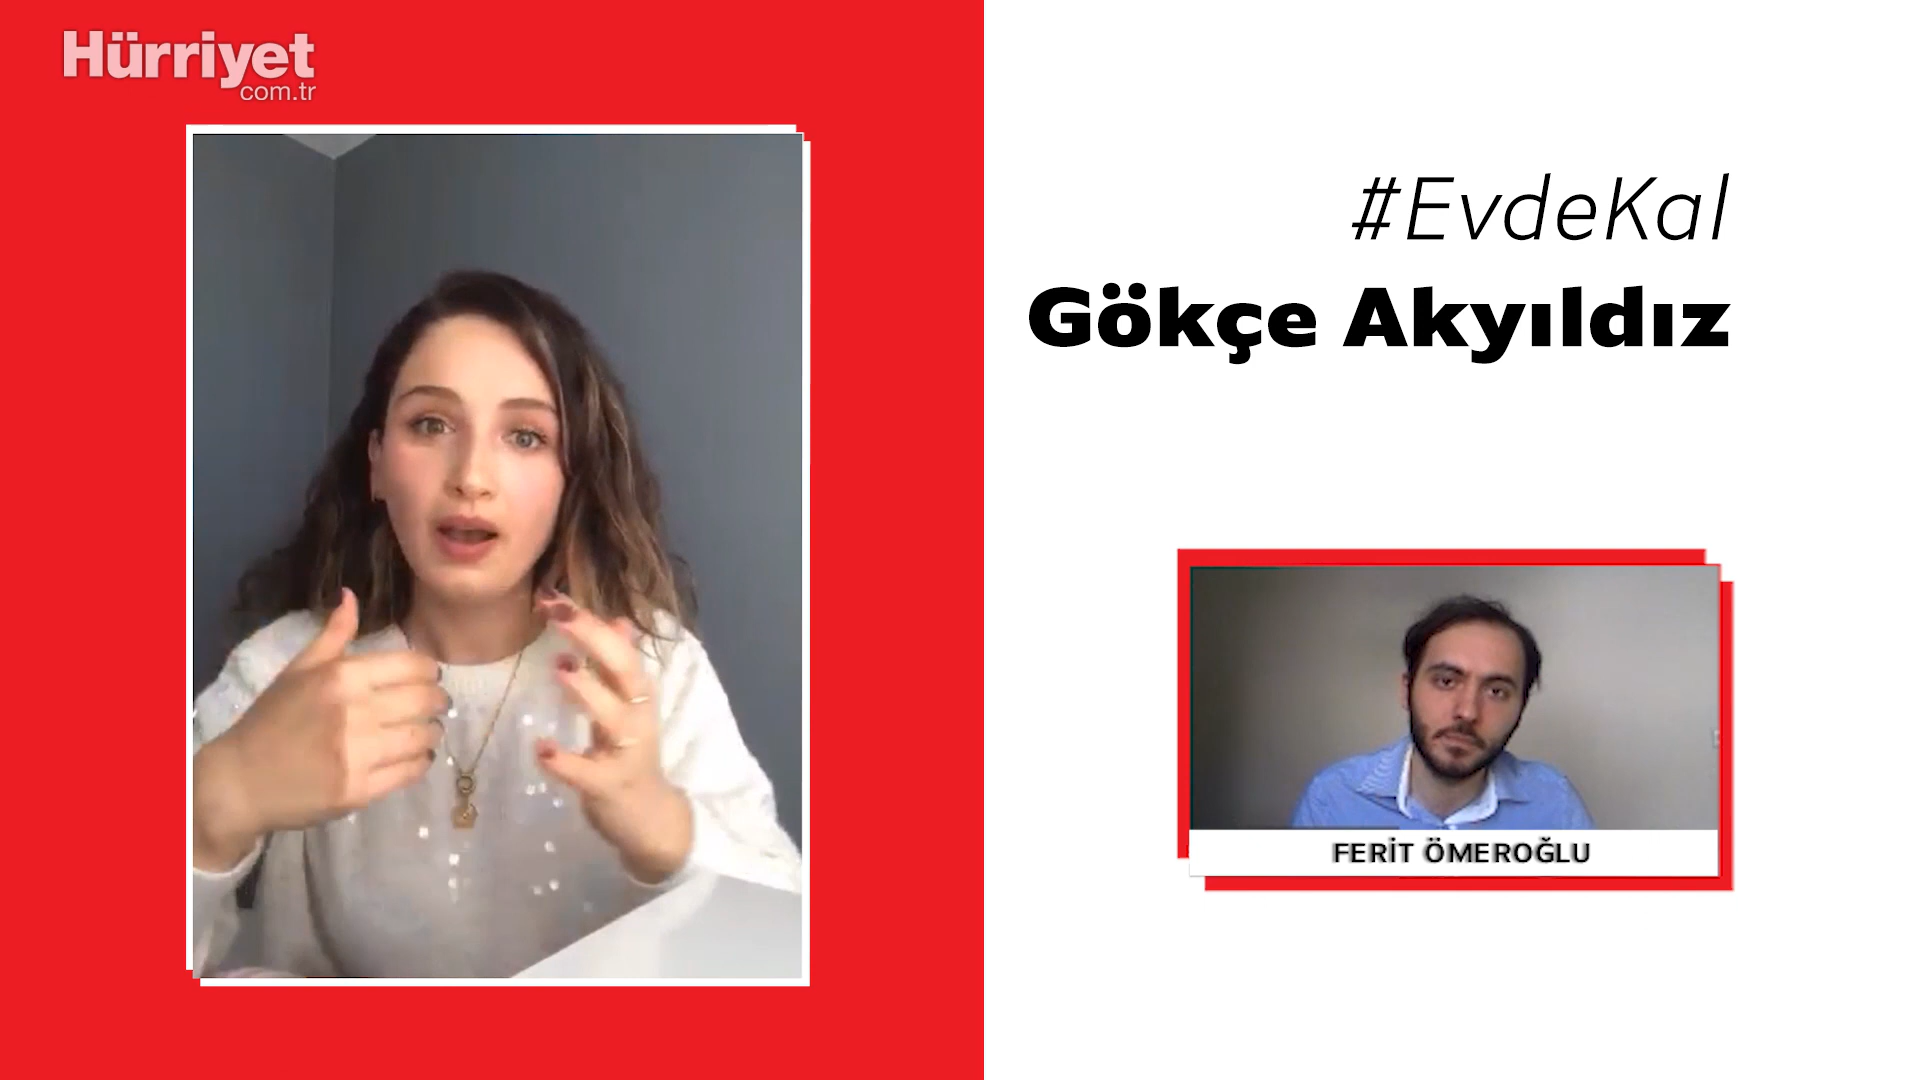 Hürriyet
com.tr
#EvdeKal
Gökçe Akyıldız
FERİT ÖMEROĞLU